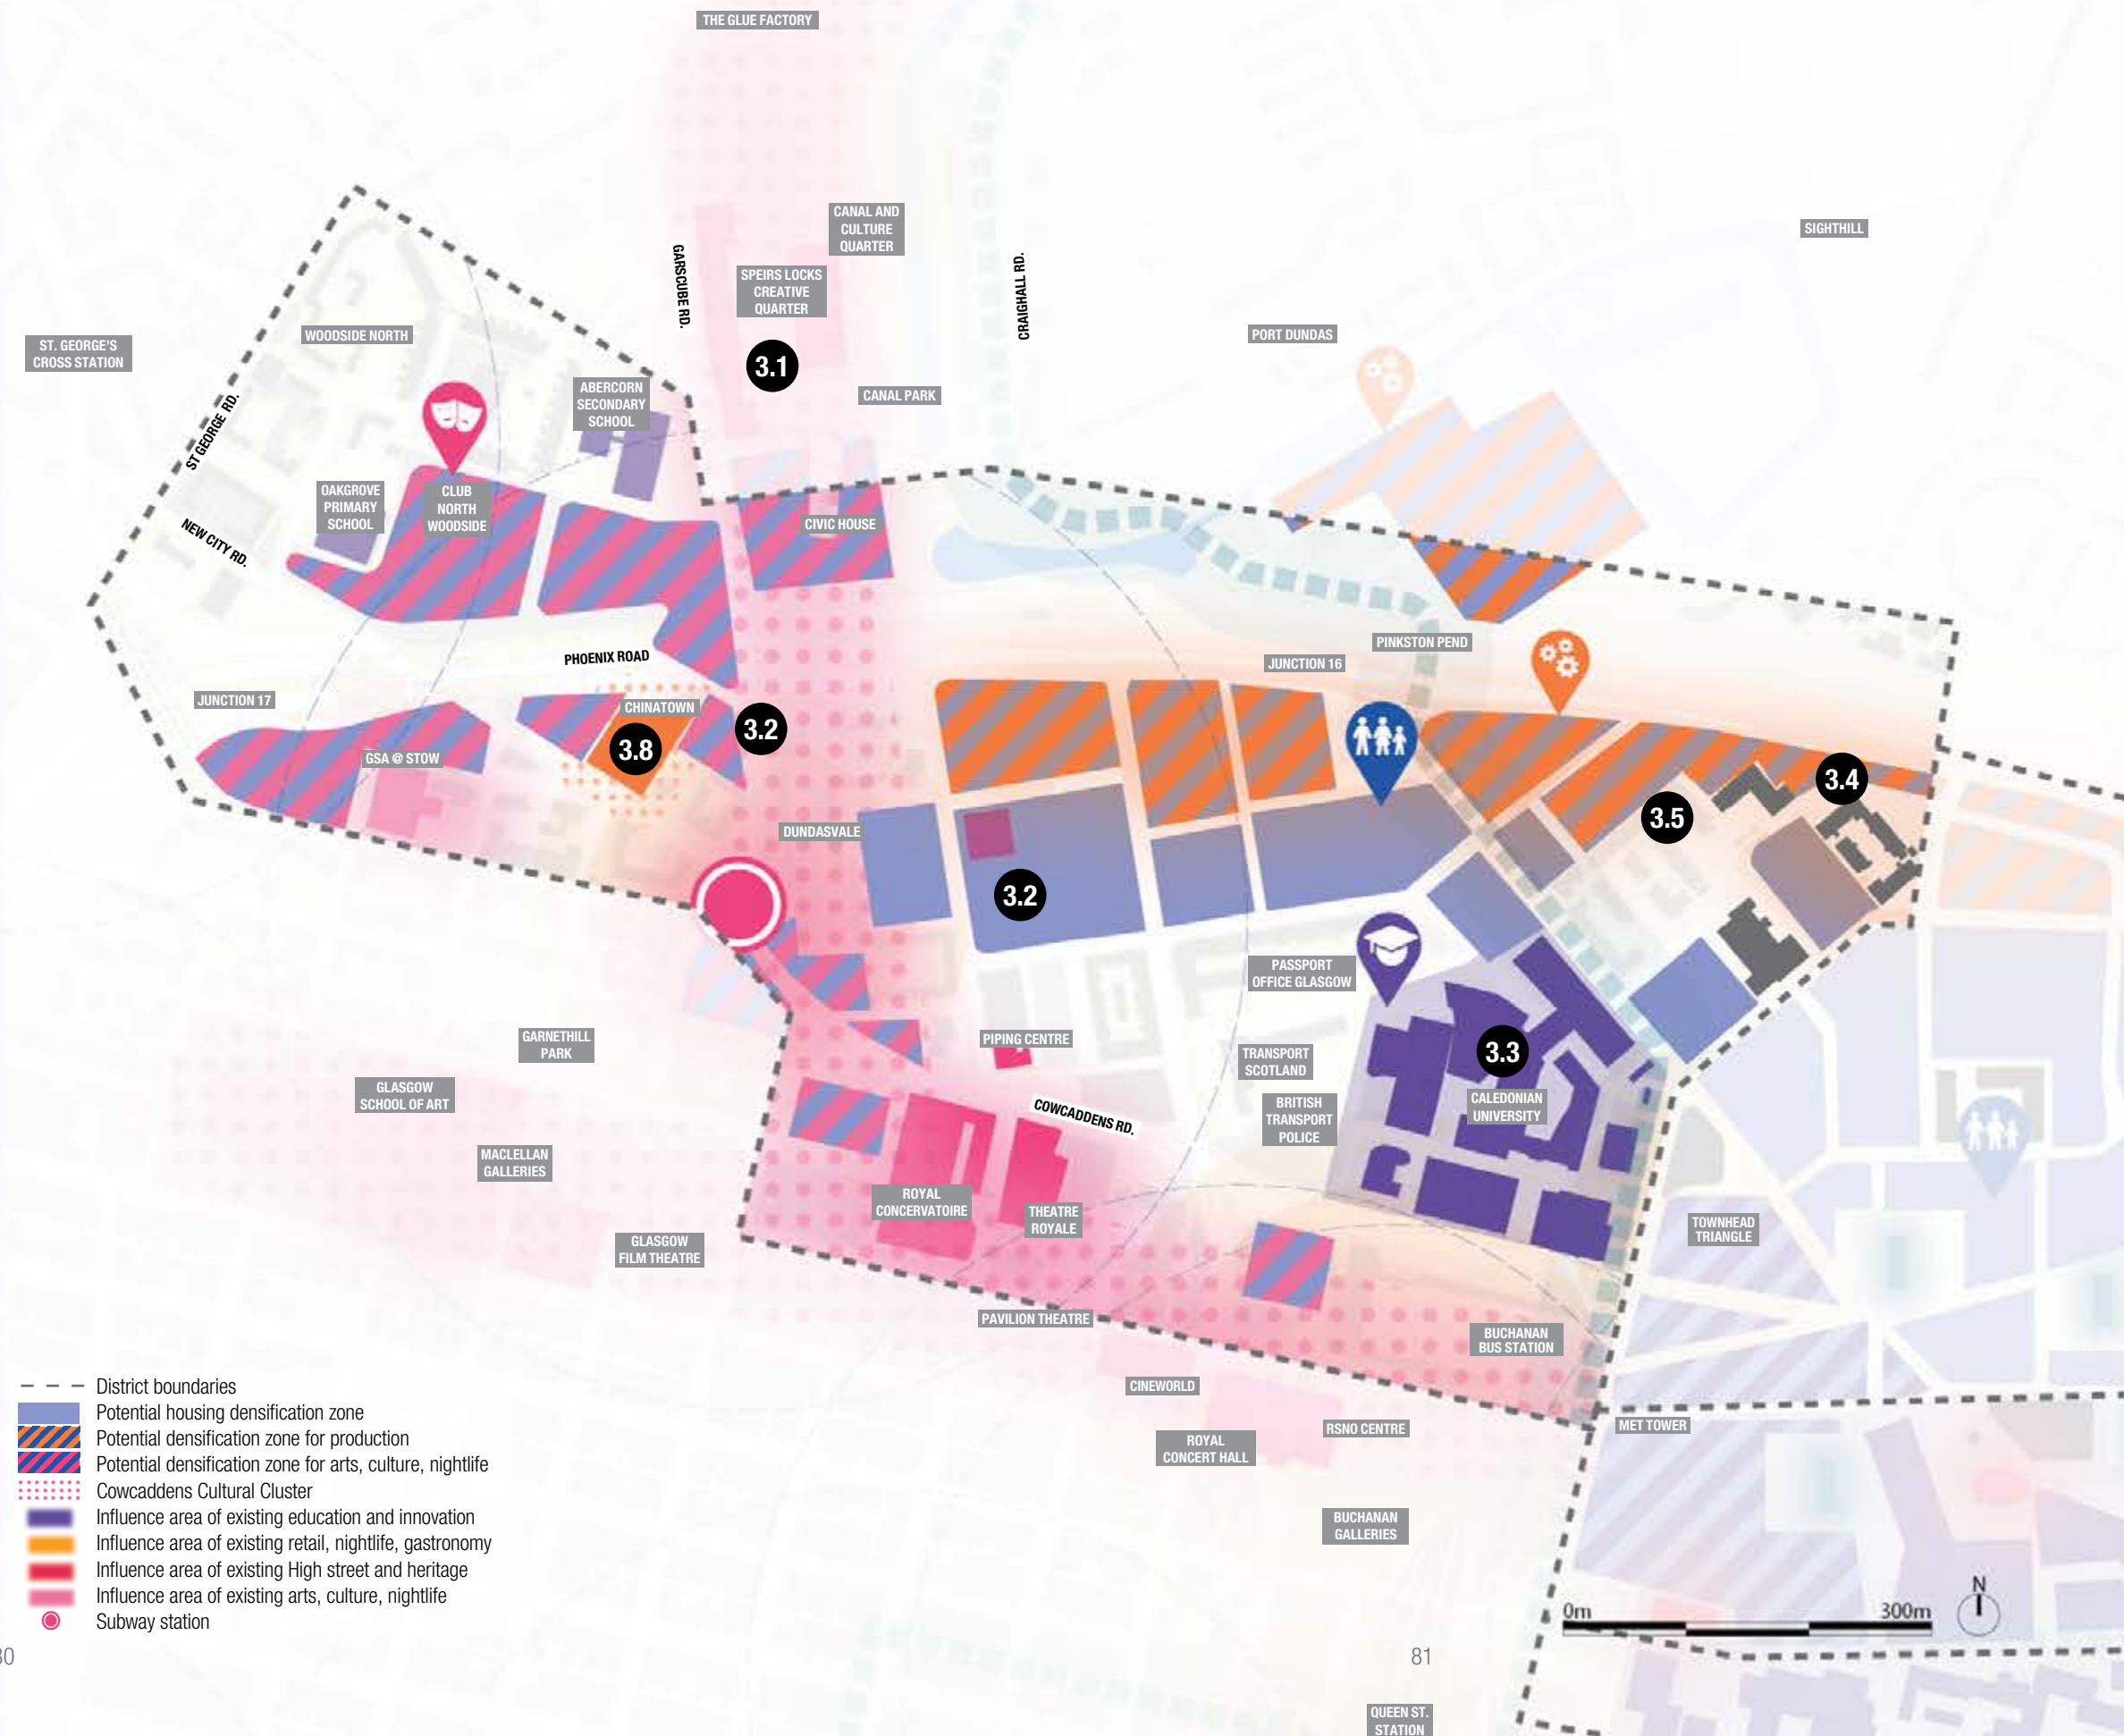 THE GLUE FACTORY
CANAL AND
CULTURE
QUARTER
SIGHTHILL
GARSCUBE RD.
SPEIRS LOCKS
CREATIVE
QUARTER
CRAIGHALL RD.
WOODSIDE NORTH
PORT DUNDAS
ST. GEORGE'S
CROSS STATION
3.1
ABERCORN
SECONDARY
SCHOOL
CANAL PARK
ST GEORGE RD.
OAKGROVE
PRIMARY
SCHOOL
CLUB
NORTH
WOODSIDE
CIVIC HOUSE
NEW CITY RD.
PINKSTON PEND
PHOENIX ROAD
JUNCTION 16
JUNCTION 17
CHINATOWN
3.2
3.8
GSA @ STOW
3.4
3.5
DUNDASVALE
3.2
PASSPORT
OFFICE GLASGOW
GARNETHILL
PARK
PIPING CENTRE
3.3
TRANSPORT
SCOTLAND
GLASGOW
SCHOOL OF ART
COWCADDENS RD.
BRITISH
TRANSPORT
POLICE
CALEDONIAN
UNIVERSITY
MACLELLAN
GALLERIES
ROYAL
CONCERVATOIRE
THEATRE
ROYALE
TOWNHEAD
TRIANGLE
GLASGOW
FILM THEATRE
PAVILION THEATRE
BUCHANAN
BUS STATION
CINEWORLD
RSNO CENTRE
MET TOWER
ROYAL
CONCERT HALL
BUCHANAN
GALLERIES
District boundaries
Potential housing densification zone
Potential densification zone for production
Potential densification zone for arts, culture, nightlife
Cowcaddens Cultural Cluster
Influence area of existing education and innovation
Influence area of existing retail, nightlife, gastronomy
Influence area of existing High street and heritage
Influence area of existing arts, culture, nightlife
Subway station
N
0m 300m
81
QUEEN ST.
STATION